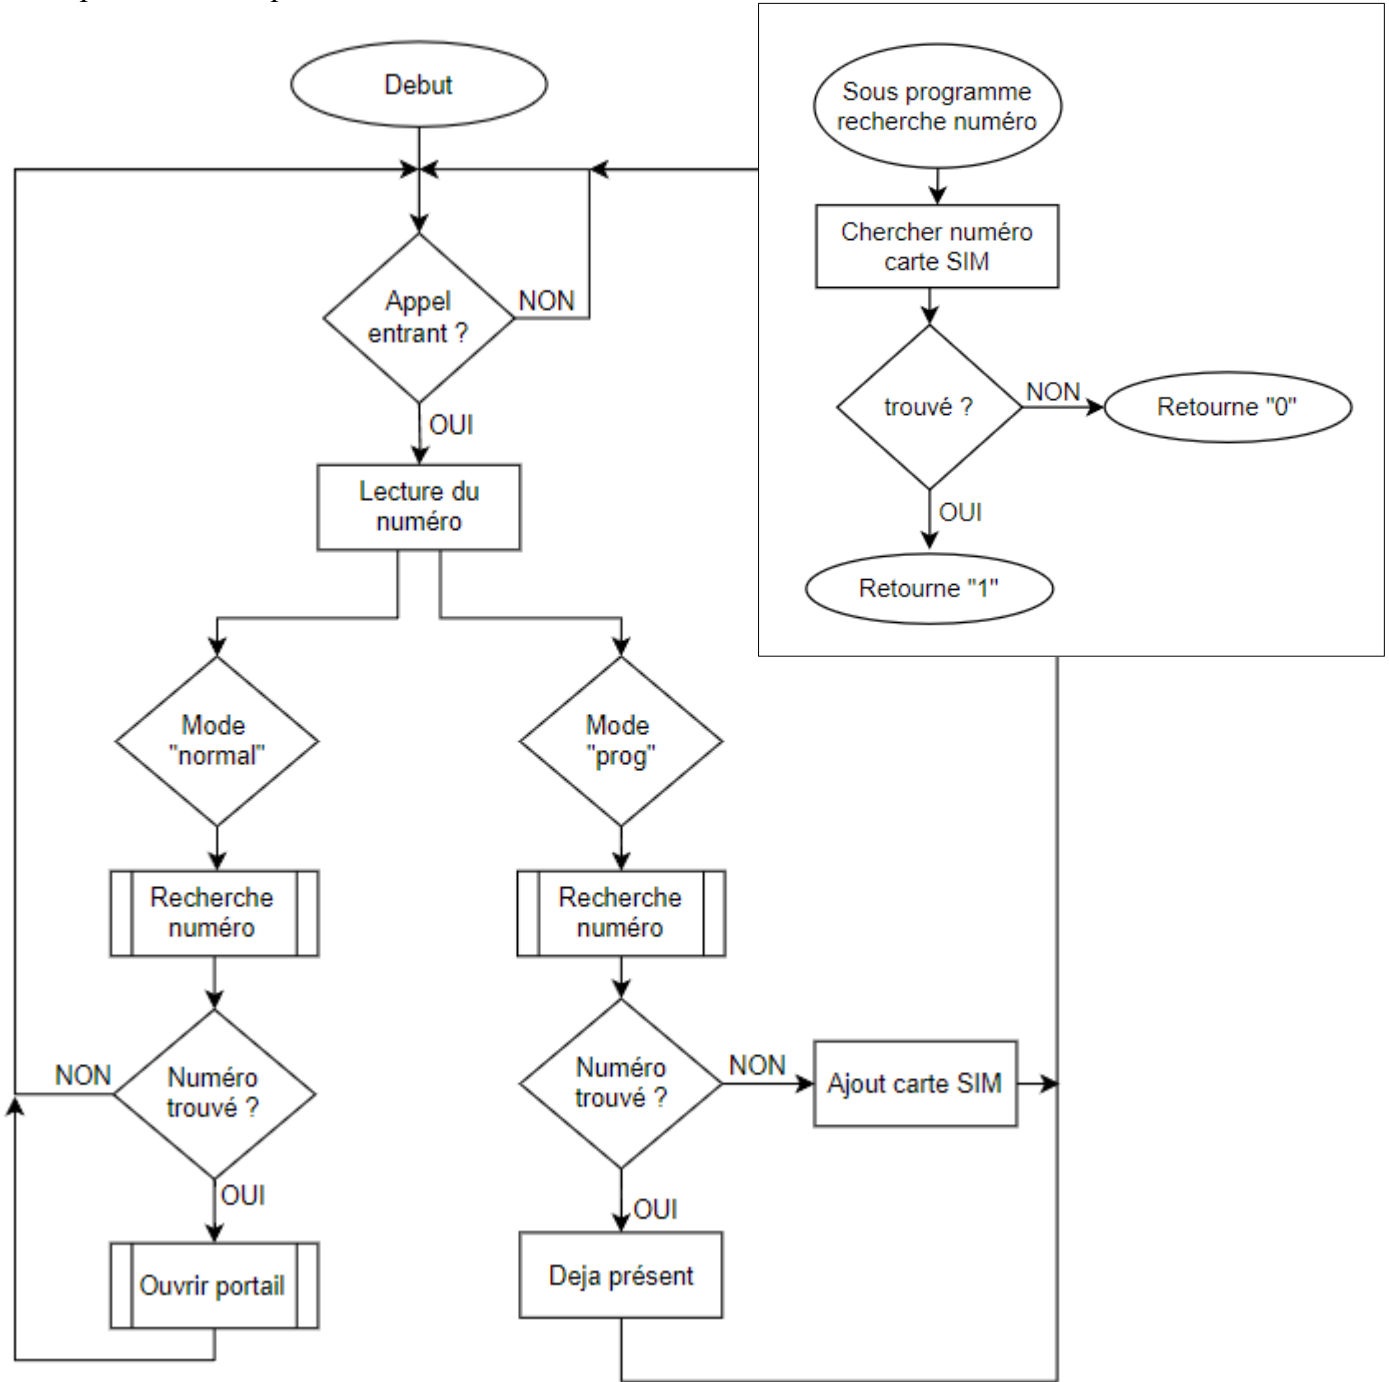 Debut
Appel
entrant ?
NON
OUI
Lecture du
numéro
Mode
"normal"
Recherche
numéro
Numéro
trouvé ?
NON
OUI
Ouvrir portail
Mode
"prog"
Recherche
numéro
Numéro
trouvé ?
NON
Ajout carte SIM
OUI
Deja présent
Sous programme
recherche numéro
Chercher numéro
carte SIM
trouvé ?
NON
Retourne "0"
OUI
Retourne "1"